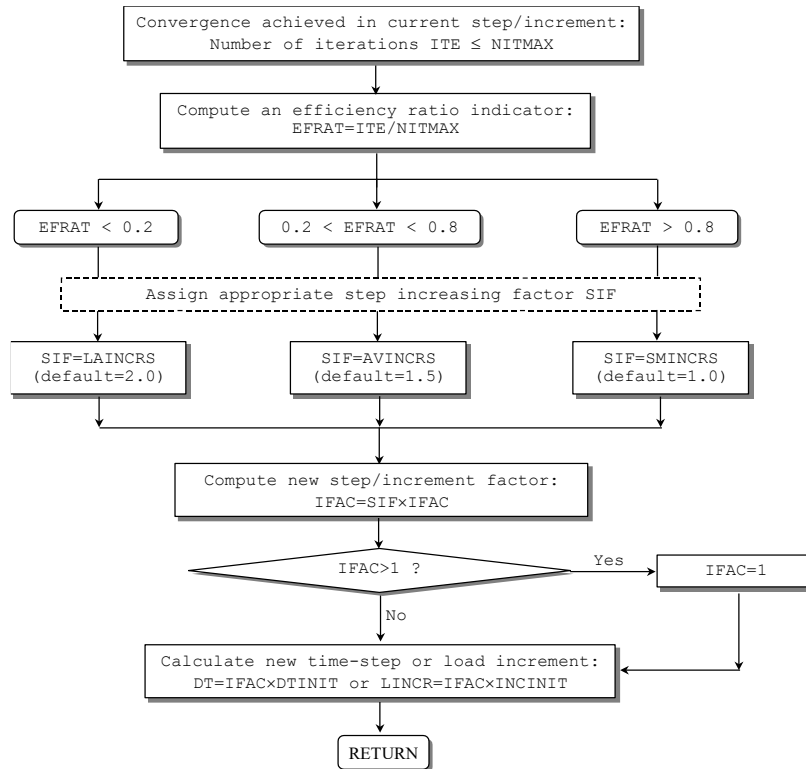 Convergence achieved in current step/increment:
Number of iterations ITE ≤ NITMAX
Compute an efficiency ratio indicator:
EFRAT=ITE/NITMAX
EFRAT < 0.2
0.2 < EFRAT < 0.8
EFRAT > 0.8
Assign appropriate step increasing factor SIF
SIF=LAINCRS
(default=2.0)
SIF=AVINCRS
(default=1.5)
SIF=SMINCRS
(default=1.0)
Compute new step/increment factor:
IFAC=SIF×IFAC
IFAC>1 ?
Yes
IFAC=1
No
Calculate new time-step or load increment:
DT=IFAC×DTINIT or LINCR=IFAC×INCINIT
RETURN